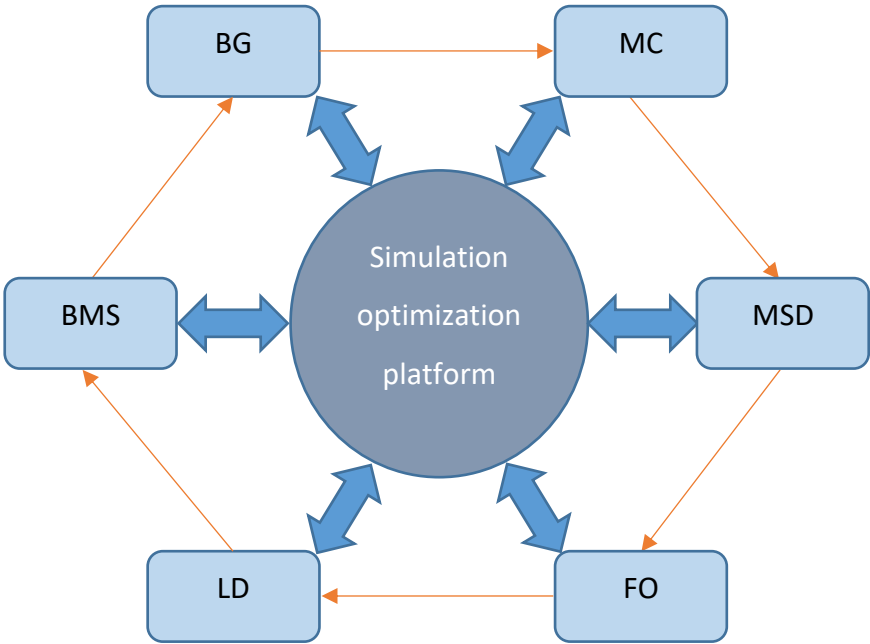 BG
MC
Simulation
optimization
platform
BMS
MSD
LD
FO